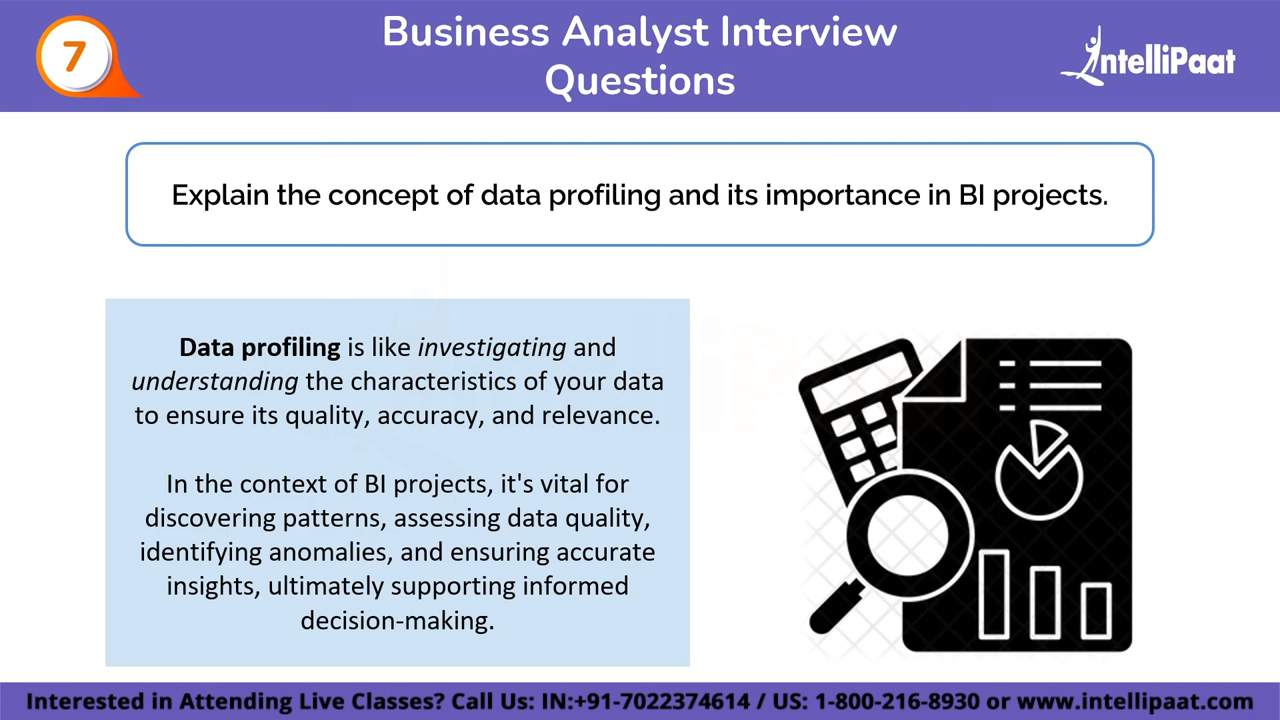 7
Business Analyst Interview
Questions
IntelliPaat
Explain the concept of data profiling and its importance in BI projects.
Data profiling is like investigating and
understanding the characteristics of your data
to ensure its quality, accuracy, and relevance.
In the context of BI projects, it's vital for
discovering patterns, assessing data quality,
identifying anomalies, and ensuring accurate
insights, ultimately supporting informed
decision-making.
Interested in Attending Live Classes? Call Us: IN:+91-7022374614 / US: 1-800-216-8930 or www.intellipaat.com